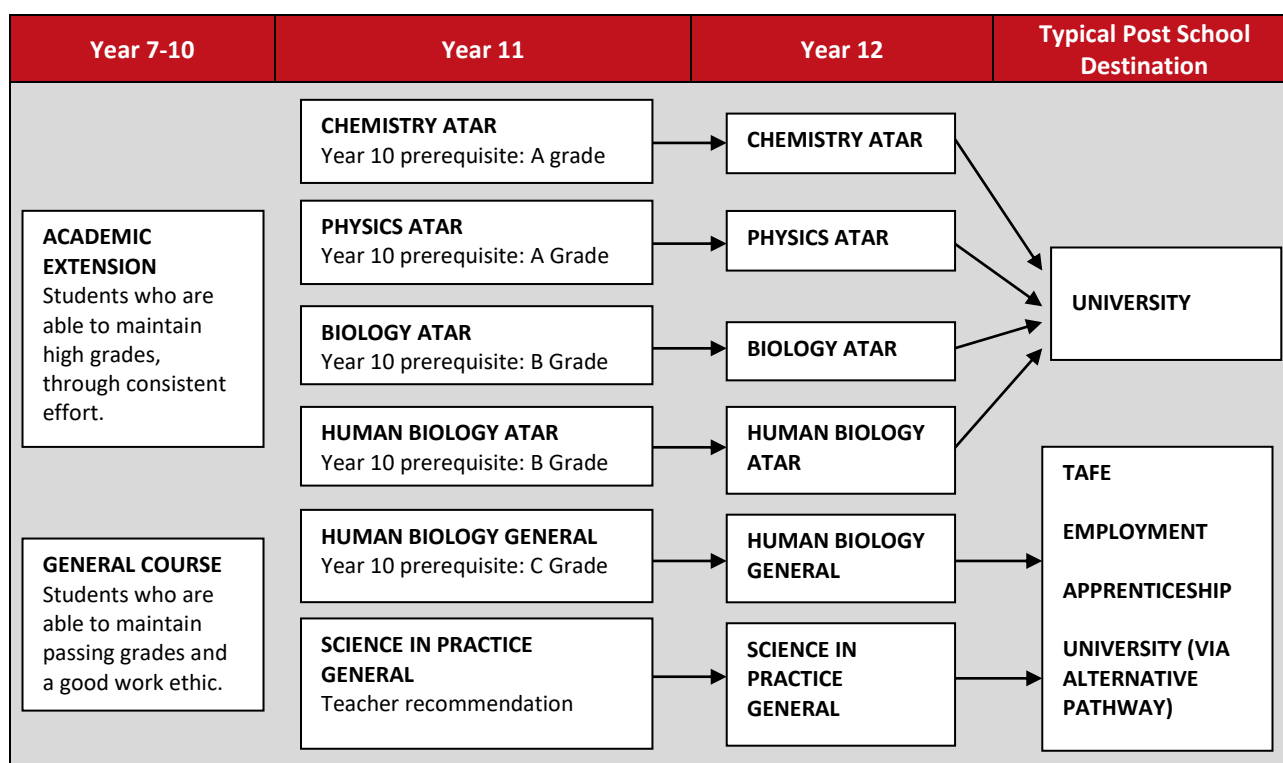 Year 7-10
Year 11
Year 12
Typical Post School
Destination
ACADEMIC
EXTENSION
Students who are
able to maintain
high grades,
through consistent
effort.
GENERAL COURSE
Students who are
able to maintain
passing grades and
a good work ethic.
CHEMISTRY ATAR
Year 10 prerequisite: A grade
PHYSICS ATAR
Year 10 prerequisite: A Grade
BIOLOGY ATAR
Year 10 prerequisite: B Grade
HUMAN BIOLOGY ATAR
Year 10 prerequisite: B Grade
HUMAN BIOLOGY GENERAL
Year 10 prerequisite: C Grade
SCIENCE IN PRACTICE
GENERAL
Teacher recommendation
CHEMISTRY ATAR
PHYSICS ATAR
BIOLOGY ATAR
HUMAN BIOLOGY
ATAR
HUMAN BIOLOGY
GENERAL
SCIENCE IN
PRACTICE
GENERAL
UNIVERSITY
TAFE
EMPLOYMENT
APPRENTICESHIP
UNIVERSITY (VIA
ALTERNATIVE
PATHWAY)